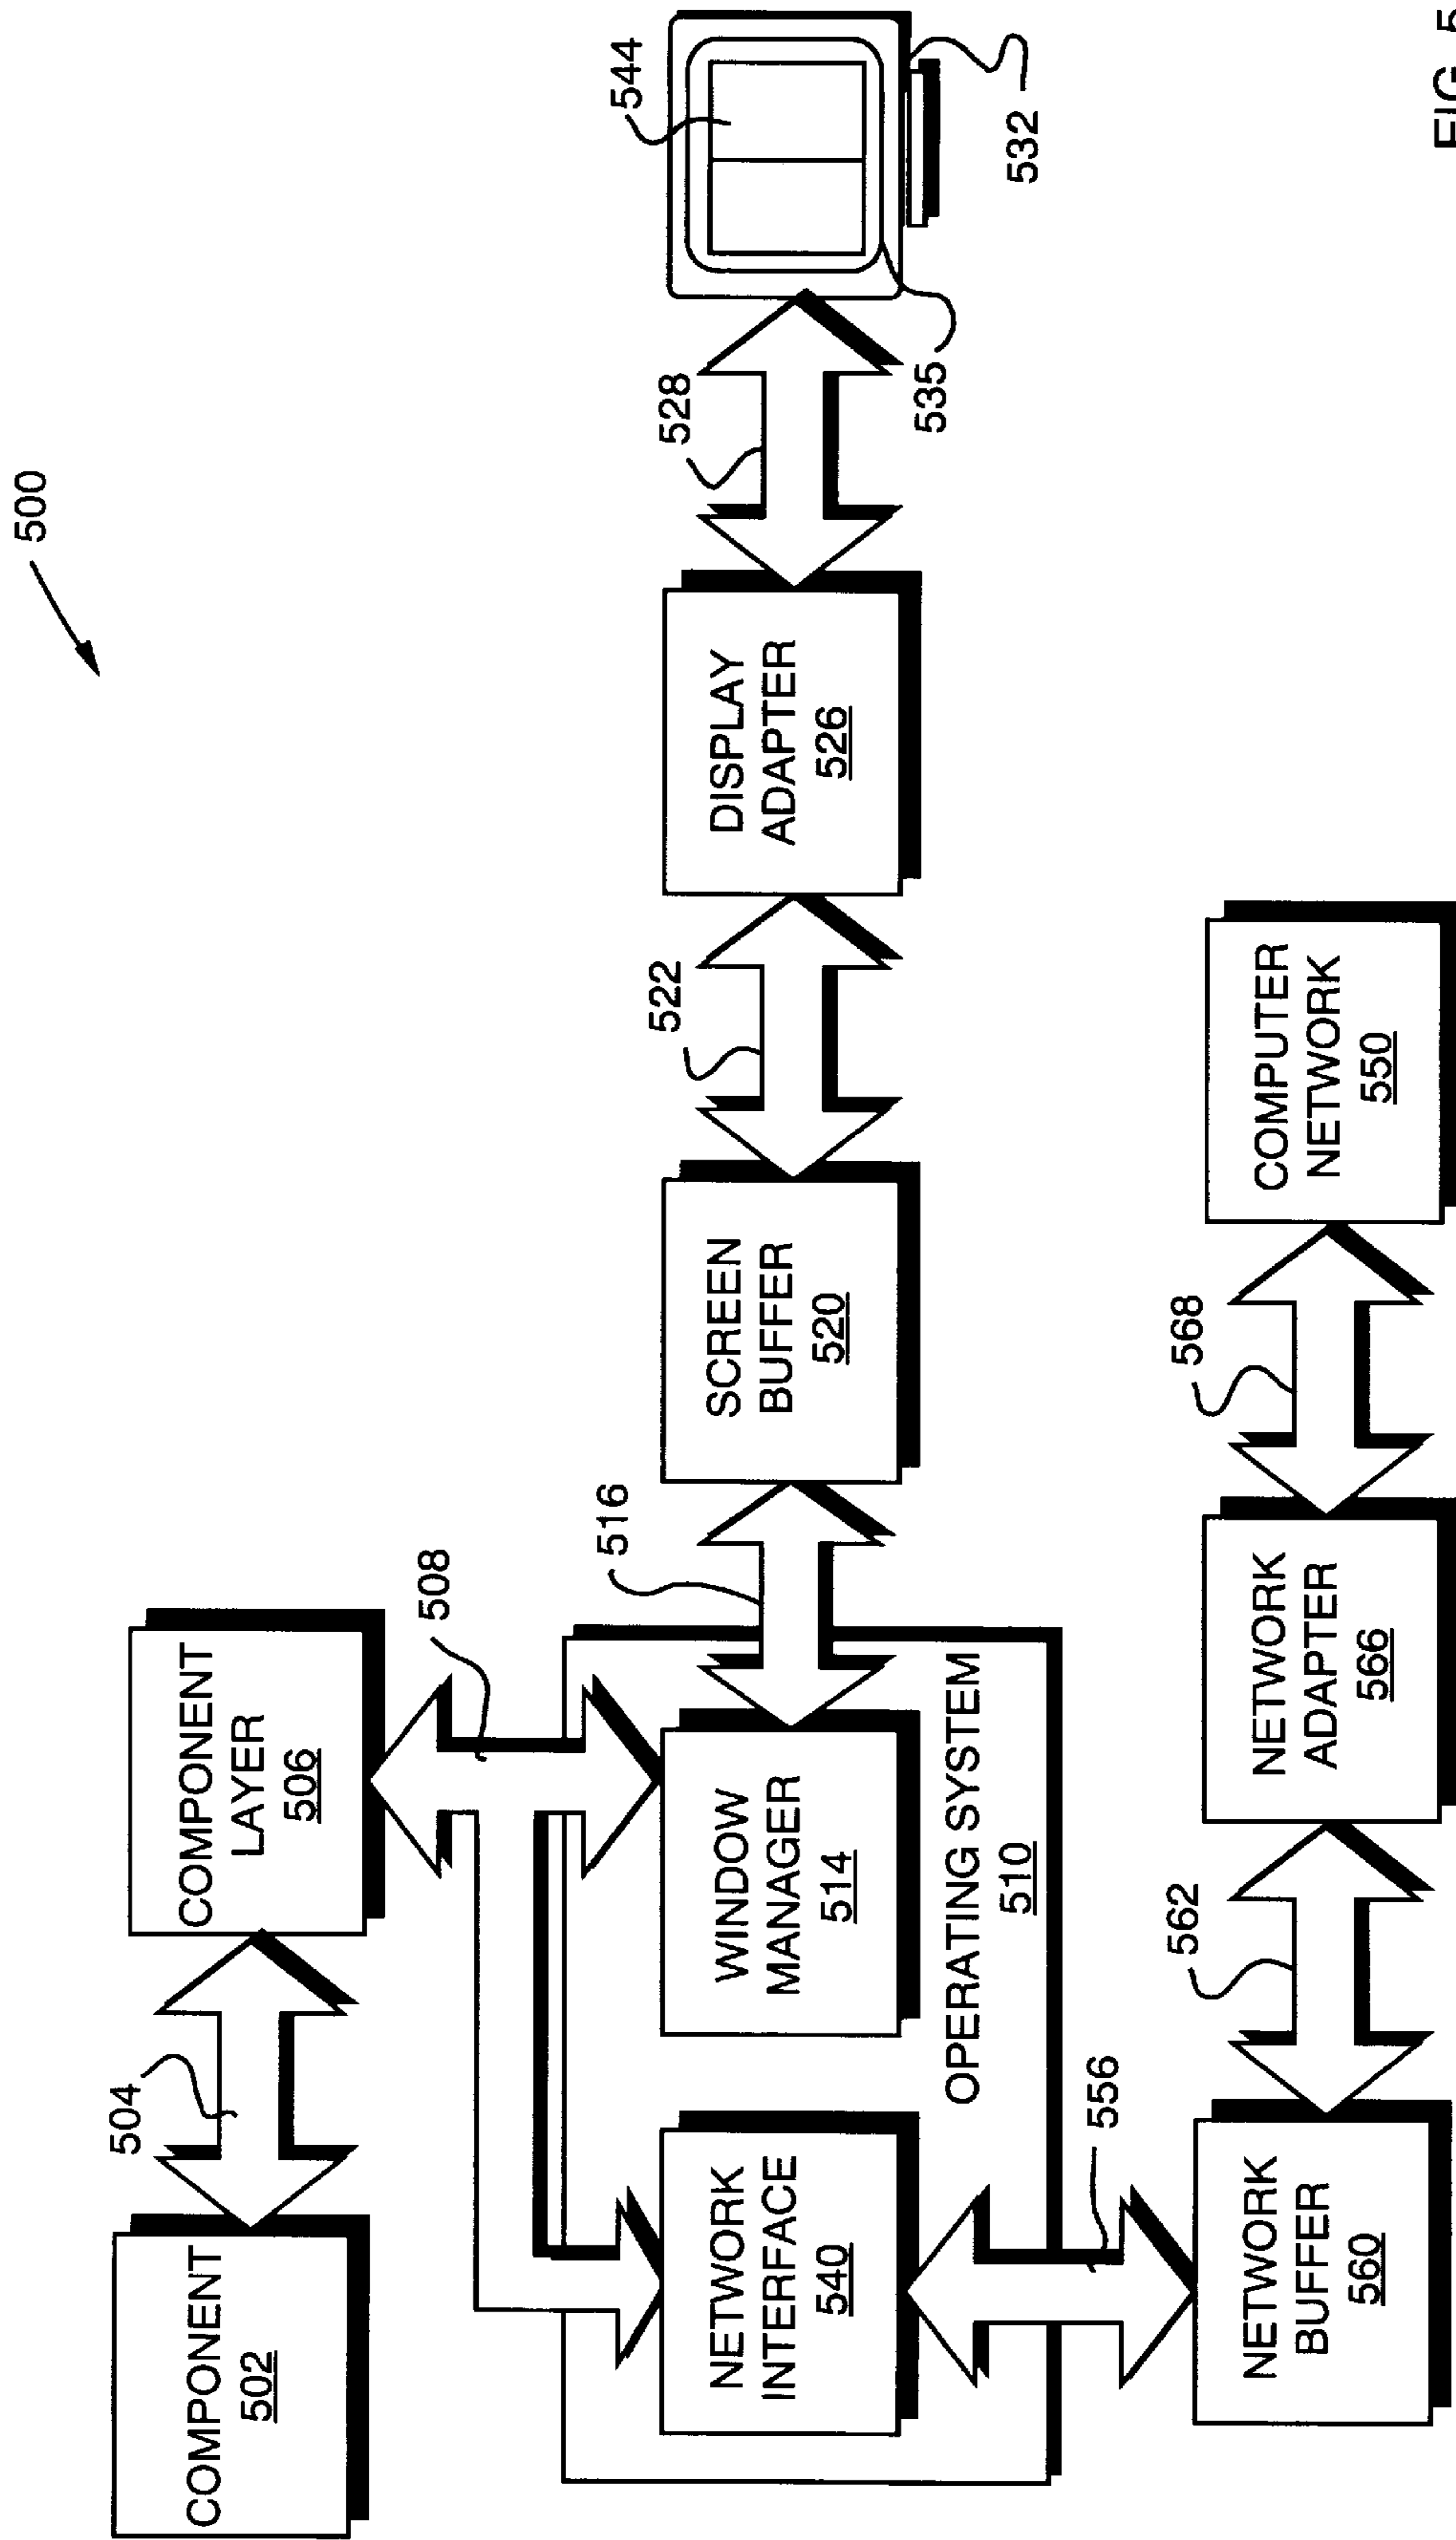 500
COMPONENT
502
504
COMPONENT
LAYER
506
508
NETWORK
INTERFACE
540
WINDOW
MANAGER
514
OPERATING SYSTEM
510
516
SCREEN
BUFFER
520
522
DISPLAY
ADAPTER
526
528
544
535
532
556
NETWORK
BUFFER
560
562
NETWORK
ADAPTER
566
568
COMPUTER
NETWORK
550
FIG. 5